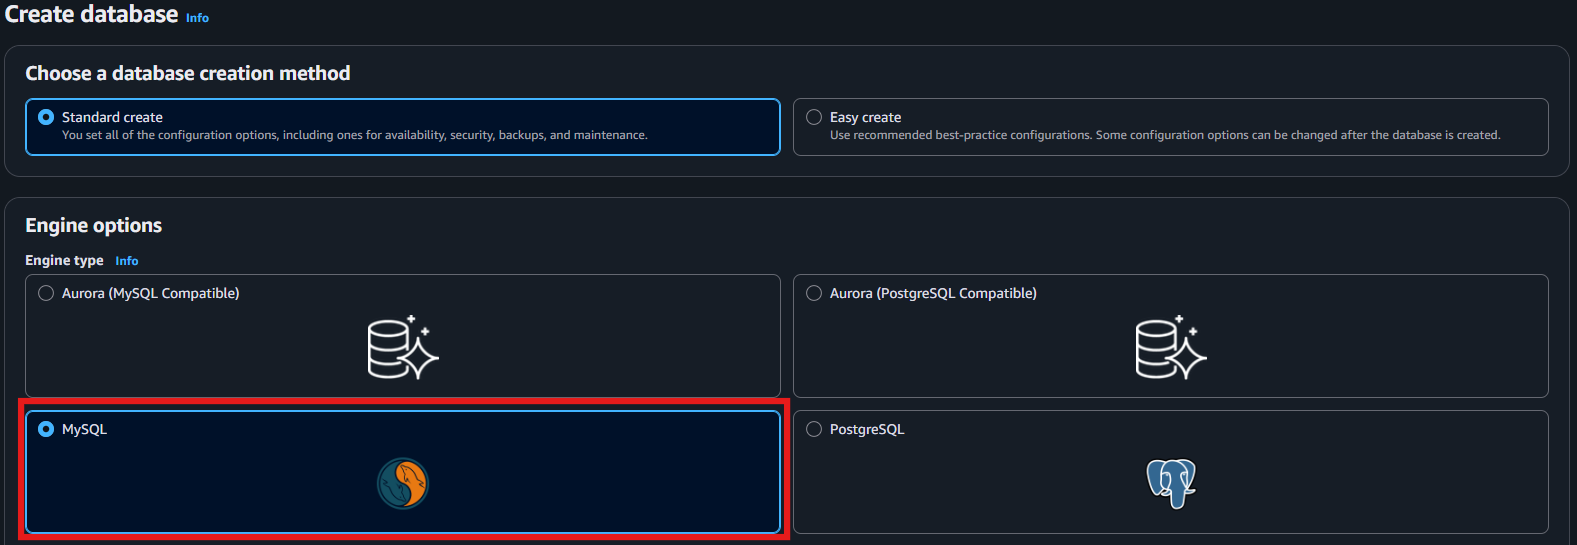 Create database Info
Choose a database creation method
Standard create
You set all of the configuration options, including ones for availability, security, backups, and maintenance.
Easy create
Use recommended best-practice configurations. Some configuration options can be changed after the database is created.
Engine options
Engine type Info
Aurora (MySQL Compatible)
Aurora (PostgreSQL Compatible)
MySQL
PostgreSQL